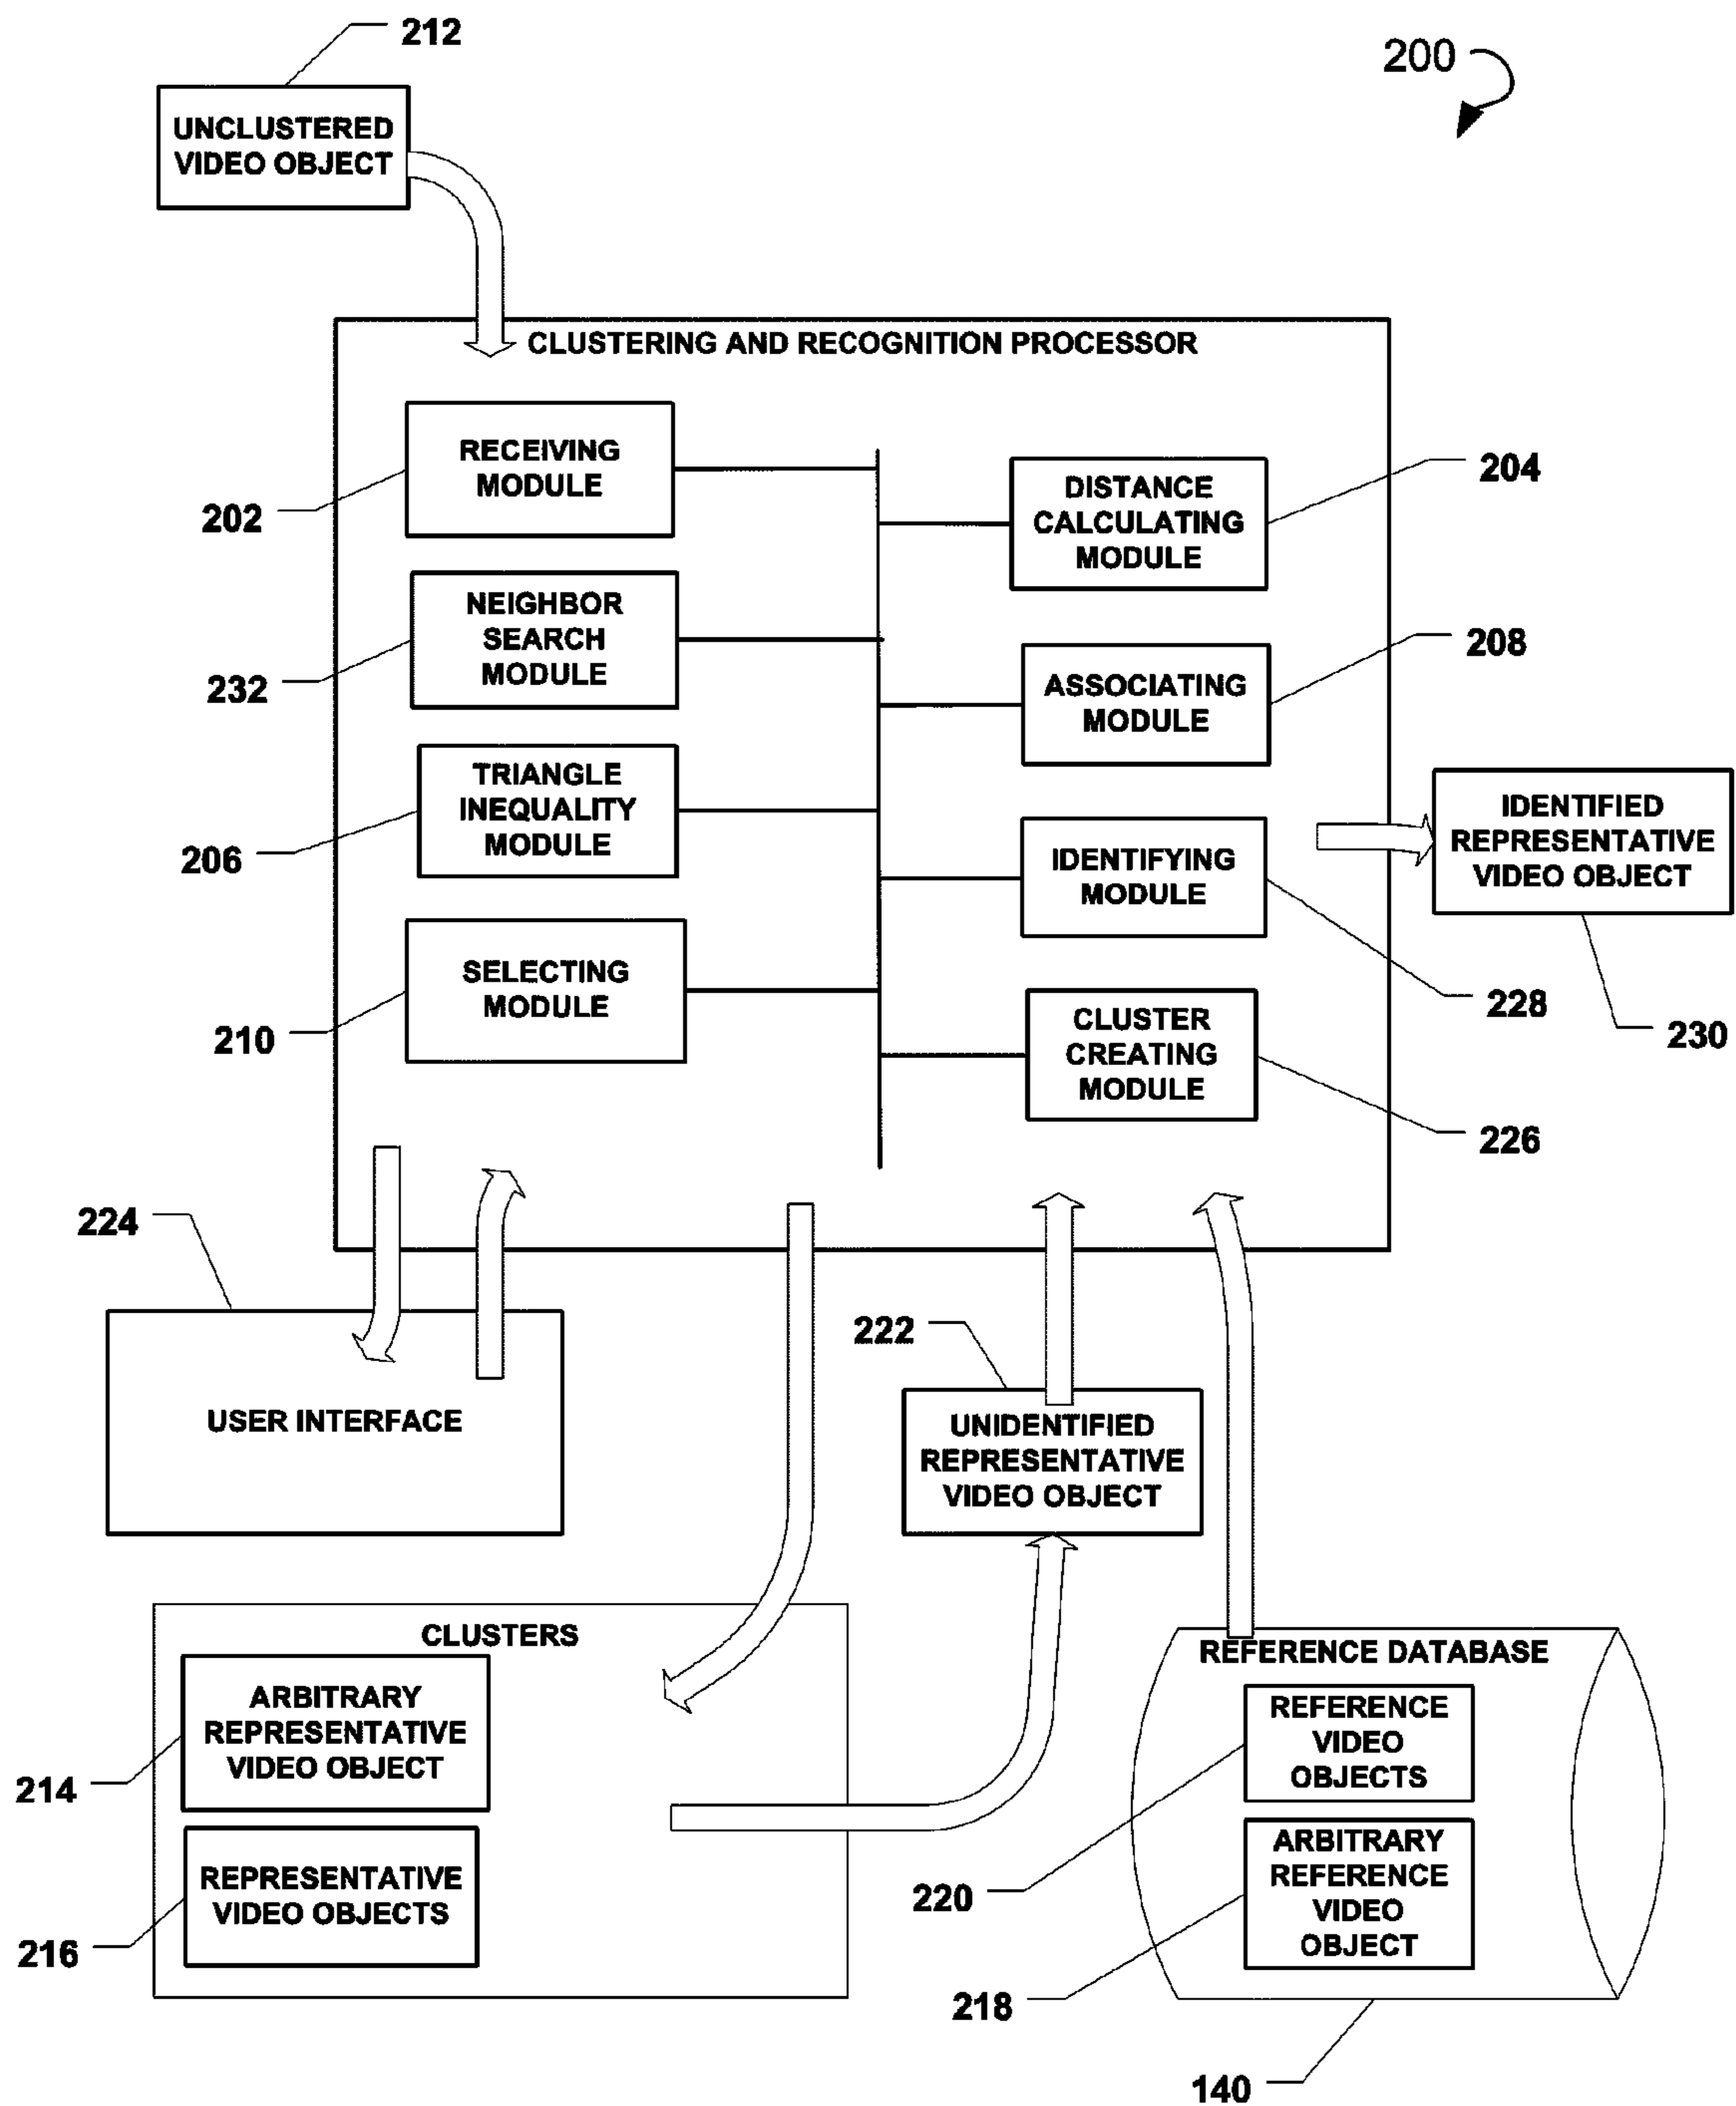 212
200
UNCLUSTERED
VIDEO OBJECT
CLUSTERING AND RECOGNITION PROCESSOR
RECEIVING
MODULE
202
DISTANCE
CALCULATING
MODULE
204
NEIGHBOR
SEARCH
MODULE
232
ASSOCIATING
MODULE
208
TRIANGLE
INEQUALITY
MODULE
206
IDENTIFYING
MODULE
228
IDENTIFIED
REPRESENTATIVE
VIDEO OBJECT
230
SELECTING
MODULE
210
CLUSTER
CREATING
MODULE
226
224
USER INTERFACE
222
UNIDENTIFIED
REPRESENTATIVE
VIDEO OBJECT
CLUSTERS
ARBITRARY
REPRESENTATIVE
VIDEO OBJECT
214
REPRESENTATIVE
VIDEO OBJECTS
216
REFERENCE DATABASE
REFERENCE
VIDEO
OBJECTS
220
ARBITRARY
REFERENCE
VIDEO
OBJECT
218
140